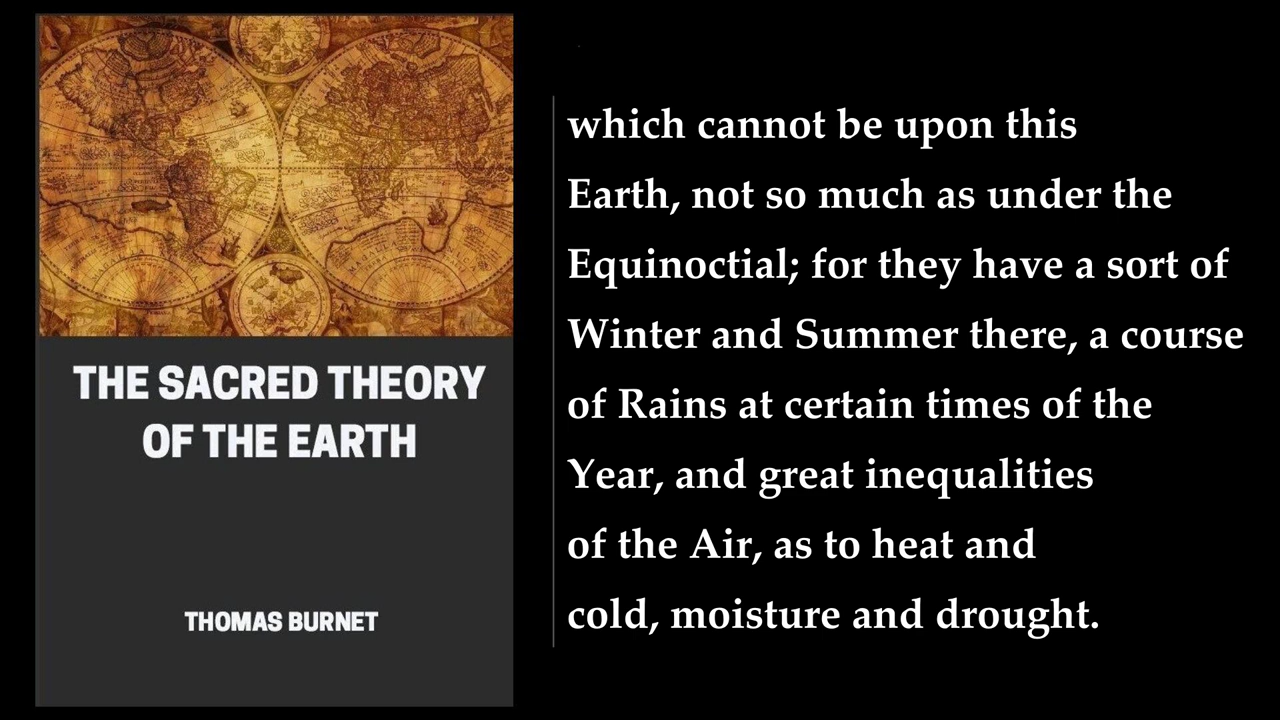 THE SACRED THEORY
OF THE EARTH
THOMAS BURNET
which cannot be upon this
Earth, not so much as under the
Equinoctial; for they have a sort of
Winter and Summer there, a course
of Rains at certain times of the
Year, and great inequalities
of the Air, as to heat and
cold, moisture and drought.